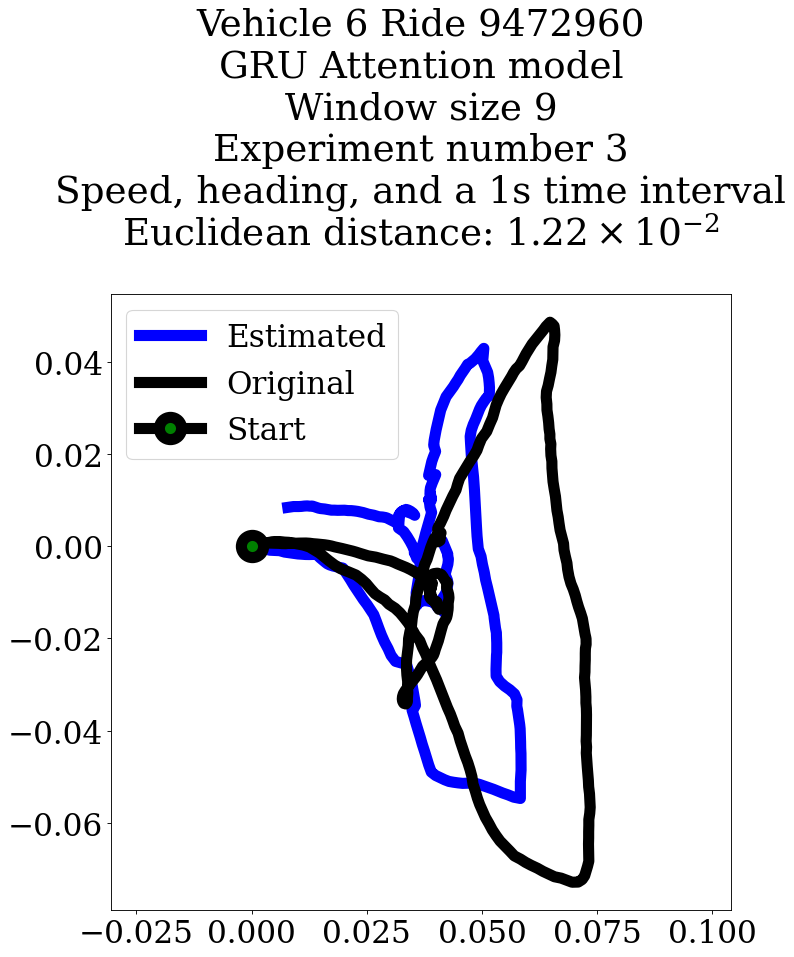 Vehicle 6 Ride 9472960
GRU Attention model
Window size 9
Experiment number 3
Speed, heading, and a 1s time interval
Euclidean distance: 1.22 × 10⁻²
Estimated
Original
Start
0.04
0.02
0.00
−0.02
−0.04
−0.06
−0.025 0.000 0.025 0.050 0.075 0.100